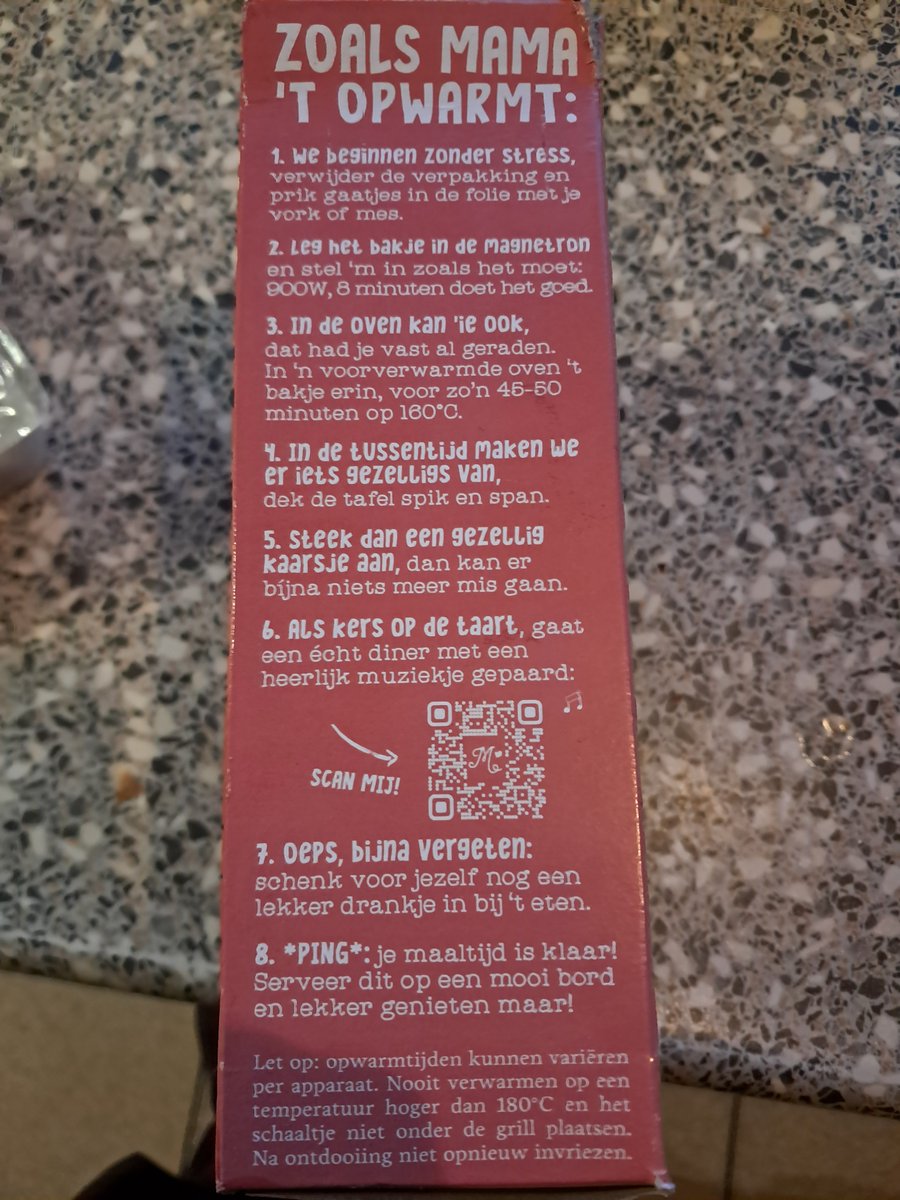 ZOALS MAMA
'T OPWARMT:
1. We beginnen zonder stress,
verwijder de verpakking en
prik gaatjes in de folie met je
vork of mes.
2. Leg het bakje in de magnetron
en stel 'm in zoals het moet:
900W, 8 minuten doet het goed.
3. In de oven kan 'ie ook,
dat had je vast al geraden.
In 'n voorverwarmde oven 't
bakje erin, voor zo'n 45-50
minuten op 160°C.
4. In de tussentijd maken we
er iets gezelligs van,
dek de tafel spik en span.
5. Steek dan een gezellig
kaarsje aan, dan kan er
bijna niets meer mis gaan.
6. Als kers op de taart, gaat
een écht diner met een
heerlijk muziekje gepaard:
SCAN MIJ!
M
7. Oeps, bijna vergeten:
schenk voor jezelf nog een
lekker drankje in bij 't eten.
8. *PING*: je maaltijd is klaar!
Serveer dit op een mooi bord
en lekker genieten maar!
Let op: opwarmtijden kunnen variëren
per apparaat. Nooit verwarmen op een
temperatuur hoger dan 180°C en het
schaaltje niet onder de grill plaatsen.
Na ontdooiing niet opnieuw invriezen.